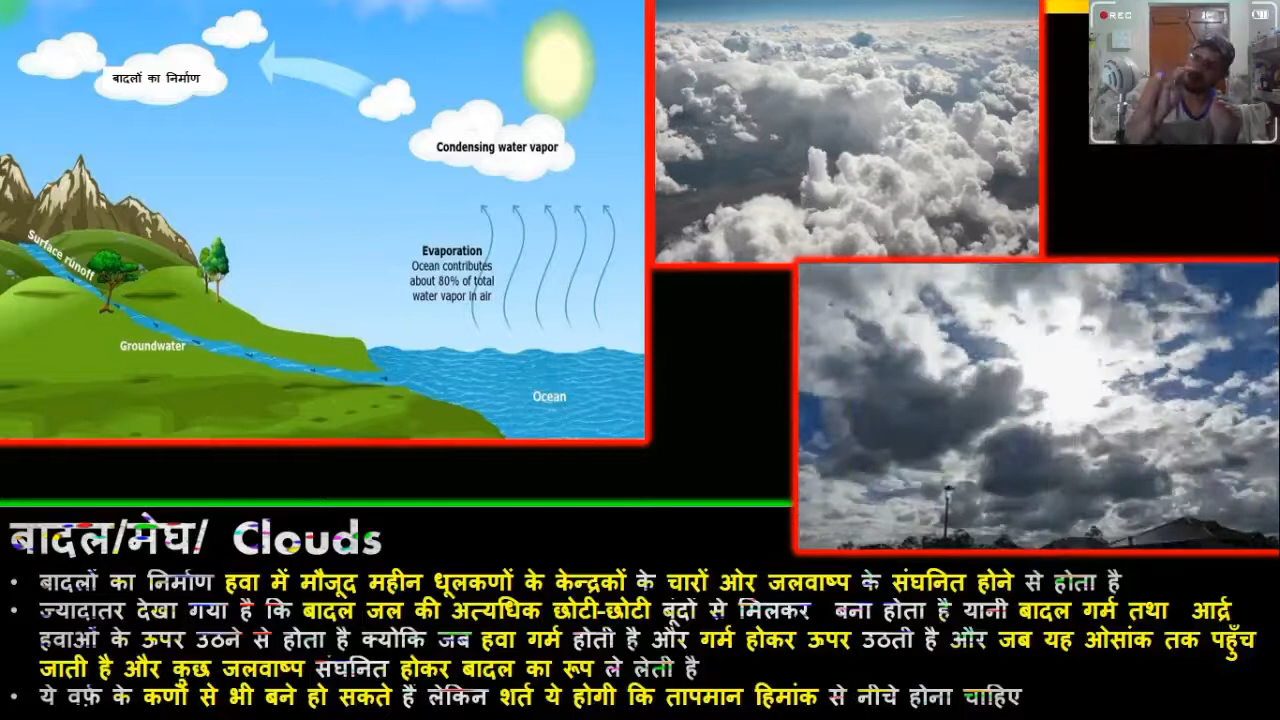 REC
बादलों का निर्माण
Condensing water vapor
Surface runoff
Evaporation
Ocean contributes
about 80% of total
water vapor in air
Groundwater
Ocean
बादल/मेघ/ Clouds
• बादलों का निर्माण हवा में मौजूद महीन धूलकणों के केन्द्रकों के चारों ओर जलवाष्प के संघनित होने से होता है
• ज्यादातर देखा गया है कि बादल जल की अत्यधिक छोटी-छोटी बूंदों से मिलकर बना होता है यानी बादल गर्म तथा आर्द्र
हवाओं के ऊपर उठने से होता है क्योकि जब हवा गर्म होती है और गर्म होकर ऊपर उठती है और जब यह ओसांक तक पहुँच
जाती है और कुछ जलवाष्प संघनित होकर बादल का रूप ले लेती है
• ये वर्फ़ के कणों से भी बने हो सकते हैं लेकिन शर्त ये होगी कि तापमान हिमांक से नीचे होना चाहिए